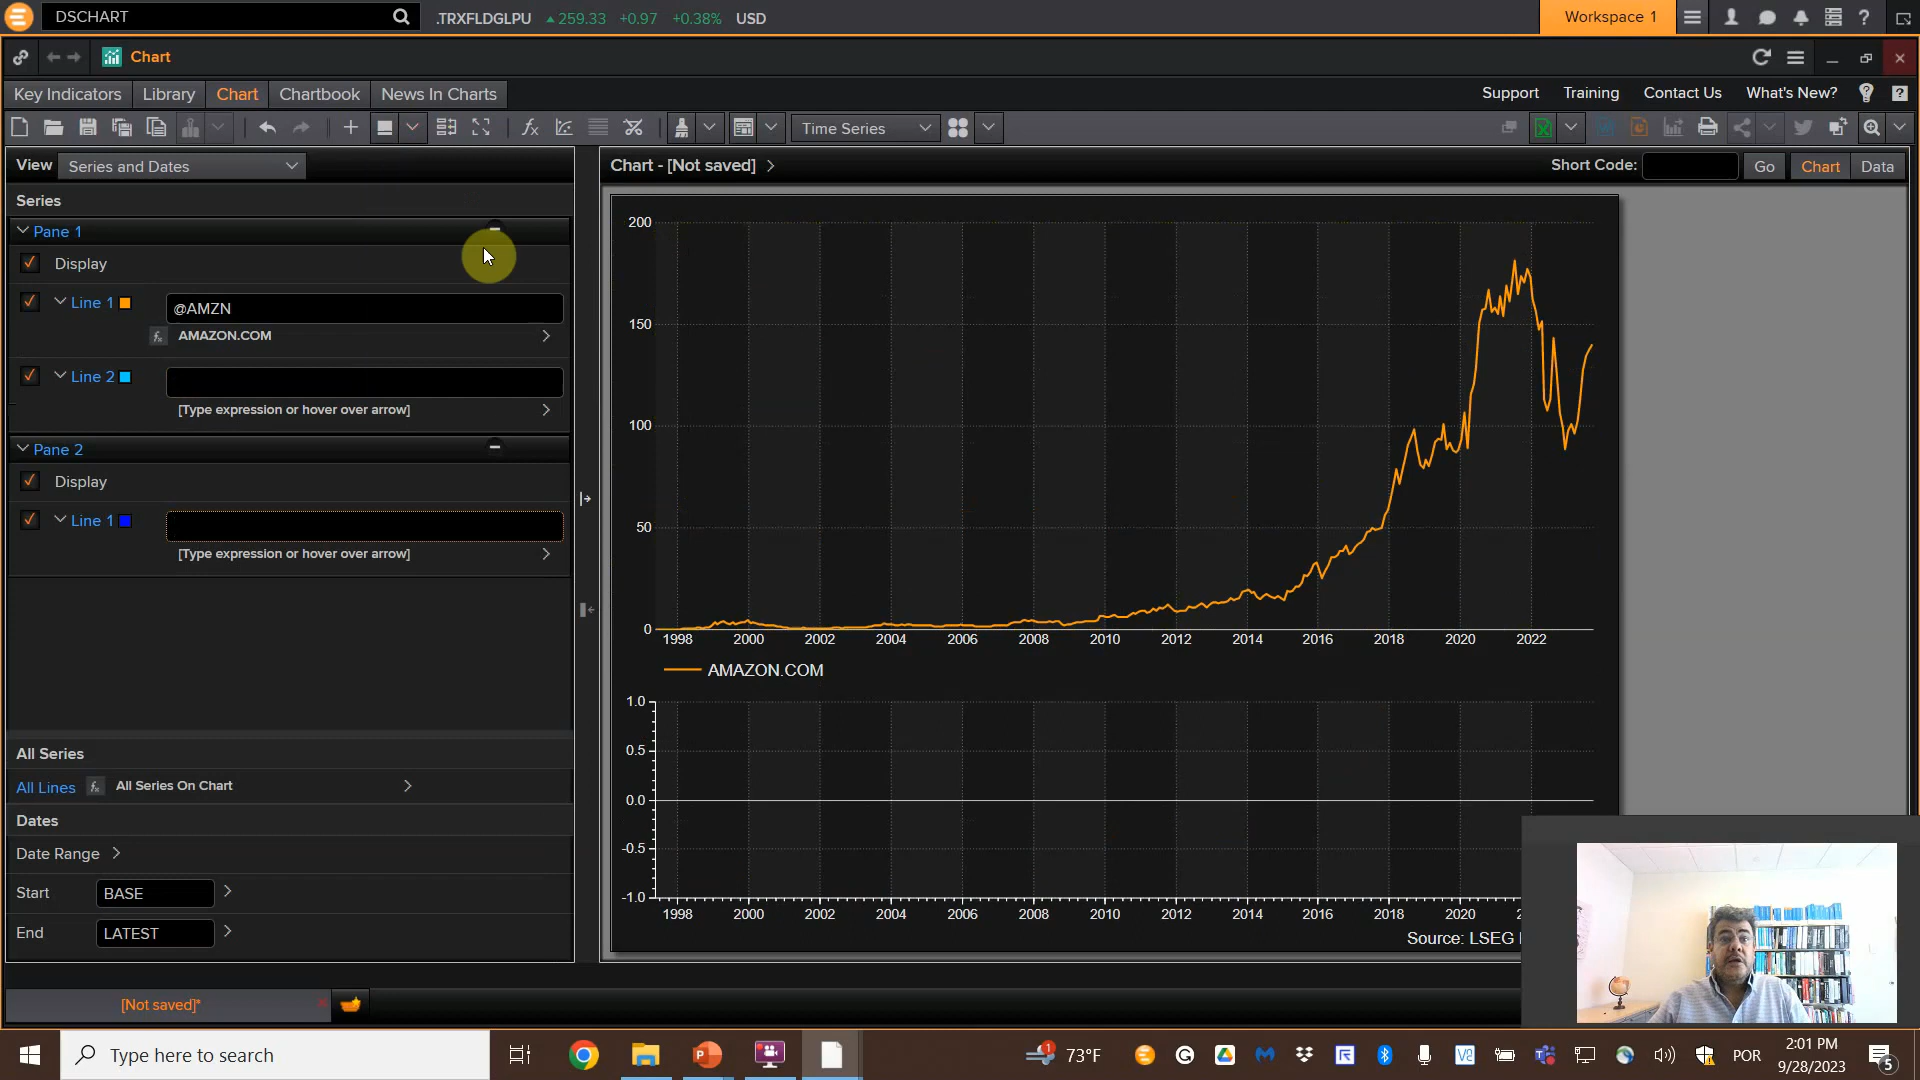 DSCHART
.TRXFLDGLPU 259.33 +0.97 +0.38% USD
Workspace 1
Chart
Key Indicators Library Chart Chartbook News In Charts
Support Training Contact Us What's New?
Time Series
View Series and Dates
Chart - [Not saved]
Short Code: Go Chart Data
Series
Pane 1
Display
Line 1 @AMZN
AMAZON.COM
Line 2
[Type expression or hover over arrow]
Pane 2
Display
Line 1
[Type expression or hover over arrow]
All Series
All Lines All Series On Chart
Dates
Date Range
Start BASE
End LATEST
200
150
100
50
0
1998 2000 2002 2004 2006 2008 2010 2012 2014 2016 2018 2020 2022
AMAZON.COM
1.0
0.5
0.0
-0.5
-1.0
1998 2000 2002 2004 2006 2008 2010 2012 2014 2016 2018 2020
Source: LSEG
[Not saved]*
Type here to search
73°F
POR
2:01 PM
9/28/2023
5